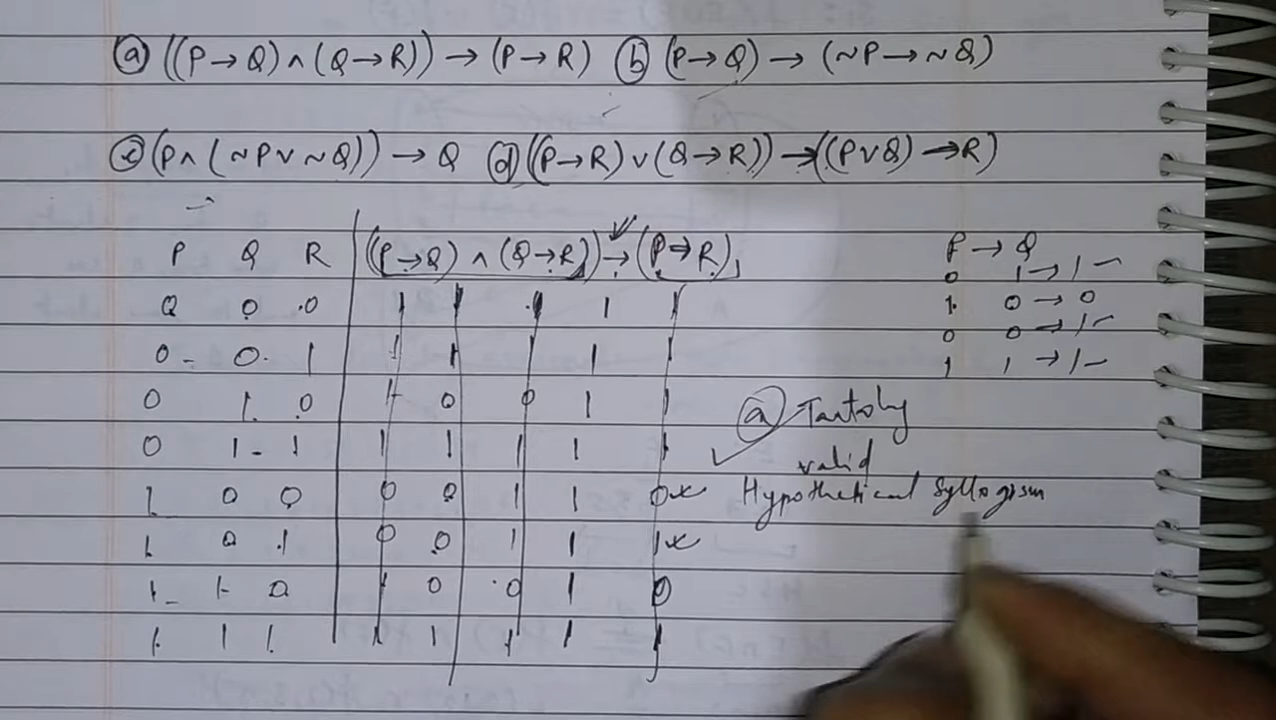 ⓐ ((P → Q) ∧ (Q → R)) → (P → R) ⓑ (P → Q) → (~P → ~Q)
ⓒ (P ∧ (~P ∨ ~Q)) → Q ⓓ ((P → R) ∨ (Q → R)) → ((P ∨ Q) → R)
P Q R ((P → Q) ∧ (Q → R)) → (P → R) P → Q
0 1 → 1
0 0 0 1 1 1 1 1 1 0 → 0
0 0 → 1
0 0 1 1 1 1 1 1 1 1 → 1
0 1 0 1 0 0 1 1 ⓐ Tautoly
0 1 1 1 1 1 1 1 valid
1 0 0 0 0 1 1 0 × Hypothetical Syllogism
1 0 1 0 0 1 1 1 ×
1 1 0 1 0 0 1 0
1 1 1 1 1 1 1 1